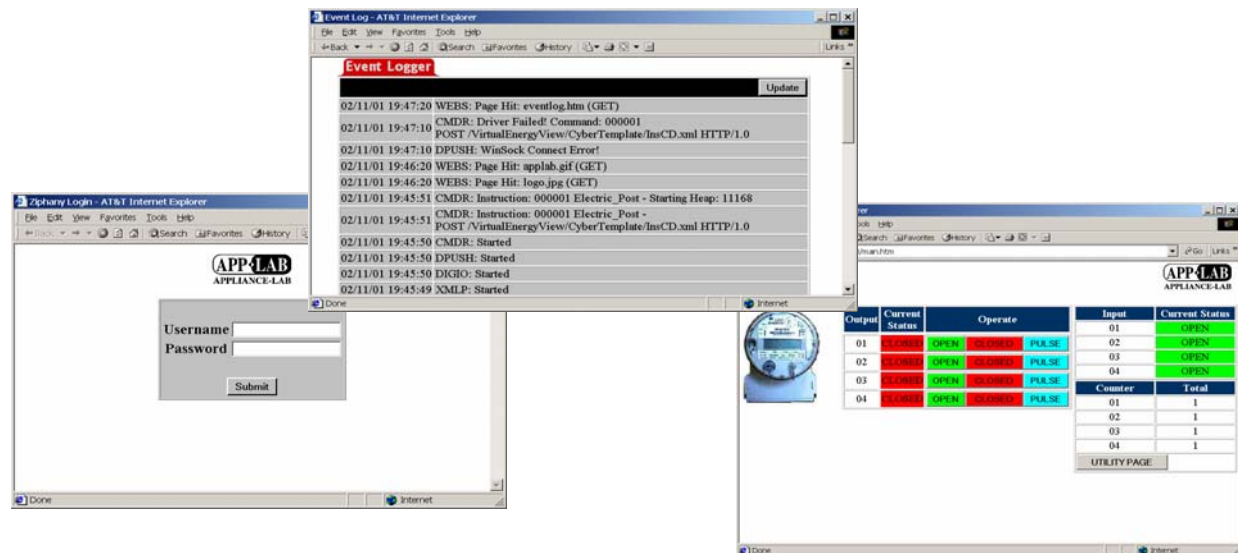 Event Log - AT&T Internet Explorer
File Edit View Favorites Tools Help
Back Search Favorites History Links
Event Logger
Update
02/11/01 19:47:20 WEBS: Page Hit: eventlog.htm (GET)
02/11/01 19:47:10 CMDR: Driver Failed! Command: 000001
POST /VirtualEnergyView/CyberTemplate/InsCD.xml HTTP/1.0
02/11/01 19:47:10 DPUSH: WinSock Connect Error!
02/11/01 19:46:20 WEBS: Page Hit: applab.gif (GET)
02/11/01 19:46:20 WEBS: Page Hit: logo.jpg (GET)
02/11/01 19:45:51 CMDR: Instruction: 000001 Electric_Post - Starting Heap: 11168
02/11/01 19:45:51 CMDR: Instruction: 000001 Electric_Post -
POST /VirtualEnergyView/CyberTemplate/InsCD.xml HTTP/1.0
02/11/01 19:45:50 CMDR: Started
02/11/01 19:45:50 DPUSH: Started
02/11/01 19:45:50 DIGIO: Started
02/11/01 19:45:49 XMLP: Started
Done Internet
Ziphany Login - AT&T Internet Explorer
File Edit View Favorites Tools Help
Back Search Favorites History
APP LAB
APPLIANCE-LAB
Username
Password
Submit
Done Internet
rer
ools Help
Search Favorites History
/man.htm Go Links
APP LAB
APPLIANCE-LAB
Output Current Status Operate
01 CLOSED OPEN CLOSED PULSE
02 CLOSED OPEN CLOSED PULSE
03 CLOSED OPEN CLOSED PULSE
04 CLOSED OPEN CLOSED PULSE
Input Current Status
01 OPEN
02 OPEN
03 OPEN
04 OPEN
Counter Total
01 1
02 1
03 1
04 1
UTILITY PAGE
Done Internet